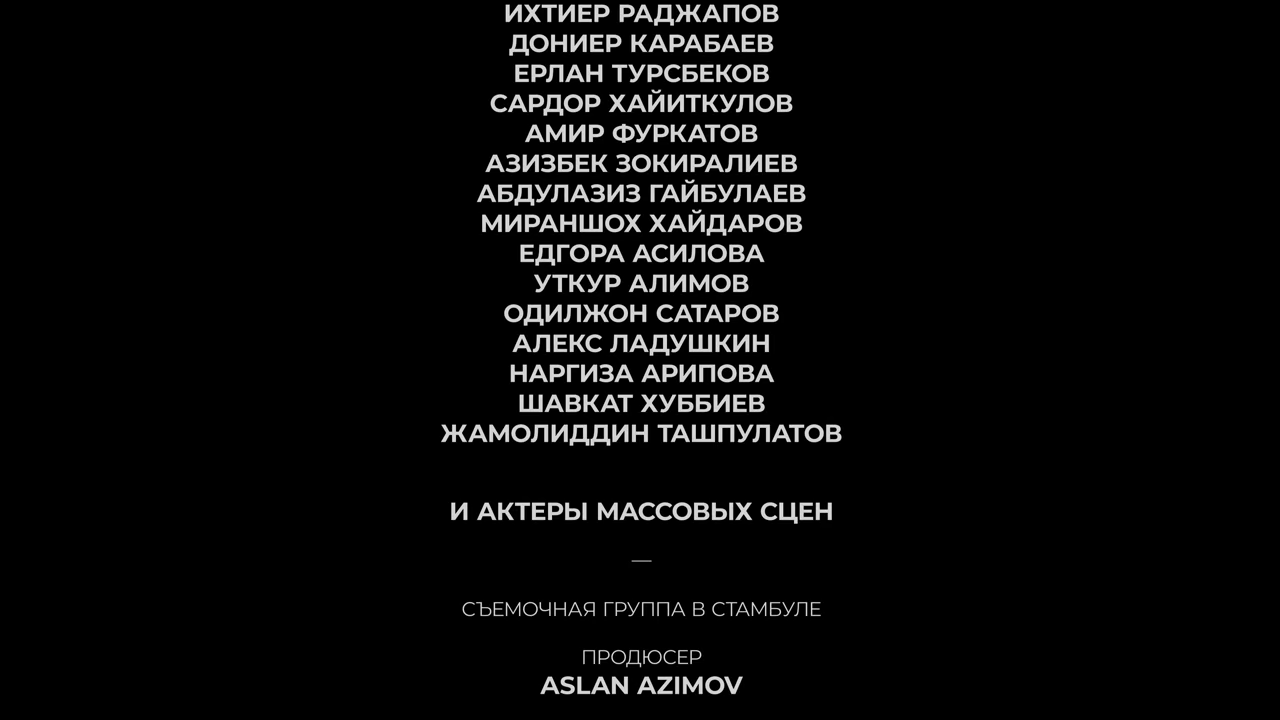 ИХТИЕР РАДЖАПОВ
ДОНИЕР КАРАБАЕВ
ЕРЛАН ТУРСБЕКОВ
САРДОР ХАЙИТКУЛОВ
АМИР ФУРКАТОВ
АЗИЗБЕК ЗОКИРАЛИЕВ
АБДУЛАЗИЗ ГАЙБУЛАЕВ
МИРАНШОХ ХАЙДАРОВ
ЕДГОРА АСИЛОВА
УТКУР АЛИМОВ
ОДИЛЖОН САТАРОВ
АЛЕКС ЛАДУШКИН
НАРГИЗА АРИПОВА
ШАВКАТ ХУББИЕВ
ЖАМОЛИДДИН ТАШПУЛАТОВ
И АКТЕРЫ МАССОВЫХ СЦЕН
—
СЪЕМОЧНАЯ ГРУППА В СТАМБУЛЕ
ПРОДЮСЕР
ASLAN AZIMOV